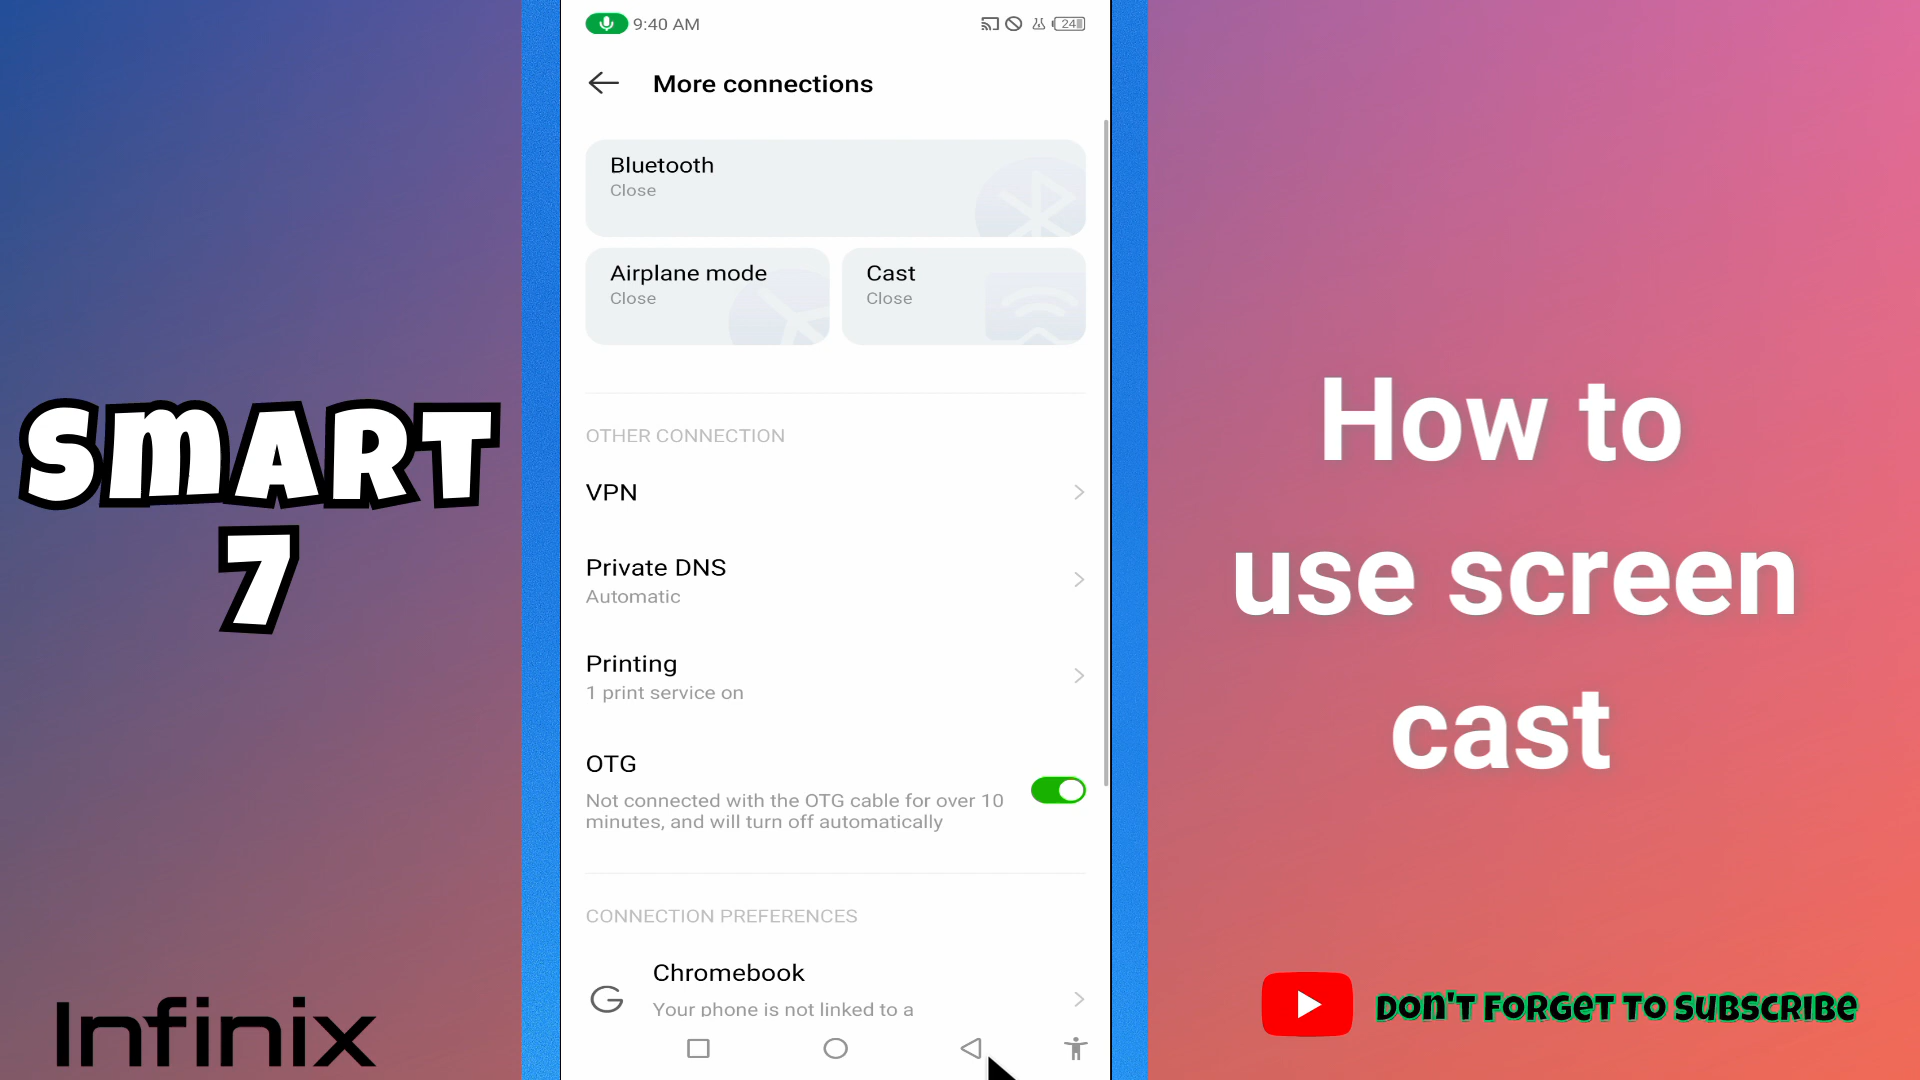 9:40 AM
24
More connections
Bluetooth
Close
Airplane mode
Close
Cast
Close
OTHER CONNECTION
VPN
Private DNS
Automatic
Printing
1 print service on
OTG
Not connected with the OTG cable for over 10
minutes, and will turn off automatically
CONNECTION PREFERENCES
Chromebook
Your phone is not linked to a
SMART
7
Infinix
How to
use screen
cast
DON'T FORGET TO SUBSCRIBE